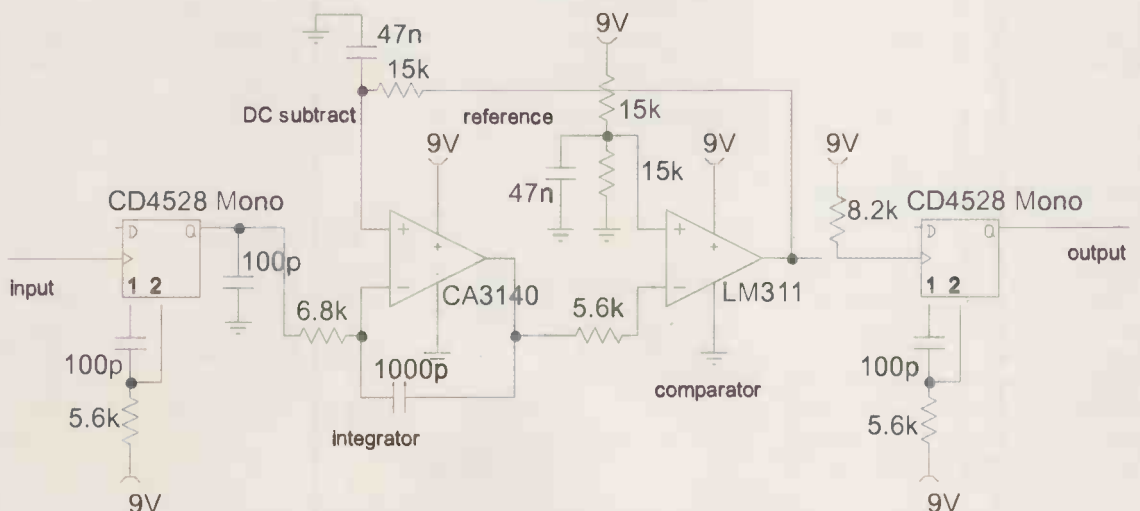 47n
15k
9V
DC subtract
reference
15k
9V
15k
9V
9V
47n
CD4528 Mono
CD4528 Mono
8.2k
D Q
+
+
+
+
D Q
input
100p
output
1 2
CA3140
LM311
1 2
6.8k
−
5.6k
−
100p
1000p
100p
5.6k
comparator
5.6k
integrator
9V
9V